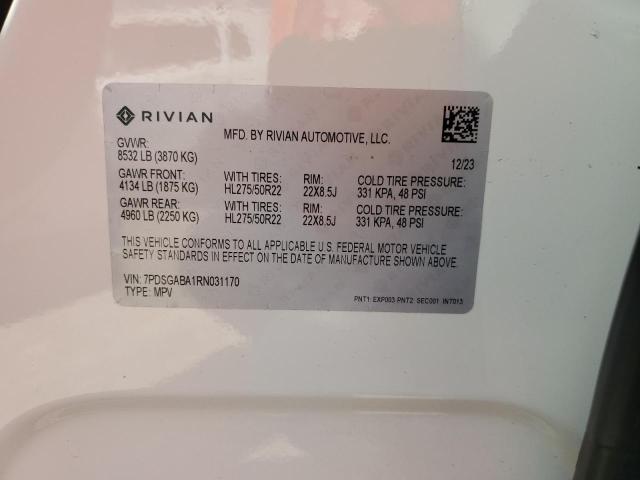 RIVIAN
MFD. BY RIVIAN AUTOMOTIVE, LLC.
GVWR:
8532 LB (3870 KG)
12/23
GAWR FRONT: WITH TIRES: RIM: COLD TIRE PRESSURE:
4134 LB (1875 KG) HL275/50R22 22X8.5J 331 KPA, 48 PSI
GAWR REAR: WITH TIRES: RIM: COLD TIRE PRESSURE:
4960 LB (2250 KG) HL275/50R22 22X8.5J 331 KPA, 48 PSI
THIS VEHICLE CONFORMS TO ALL APPLICABLE U.S. FEDERAL MOTOR VEHICLE
SAFETY STANDARDS IN EFFECT ON THE DATE OF MANUFACTURE SHOWN ABOVE.
VIN: 7PDSGABA1RN031170
TYPE: MPV
PNT1: EXP003 PNT2: SEC001 INT013